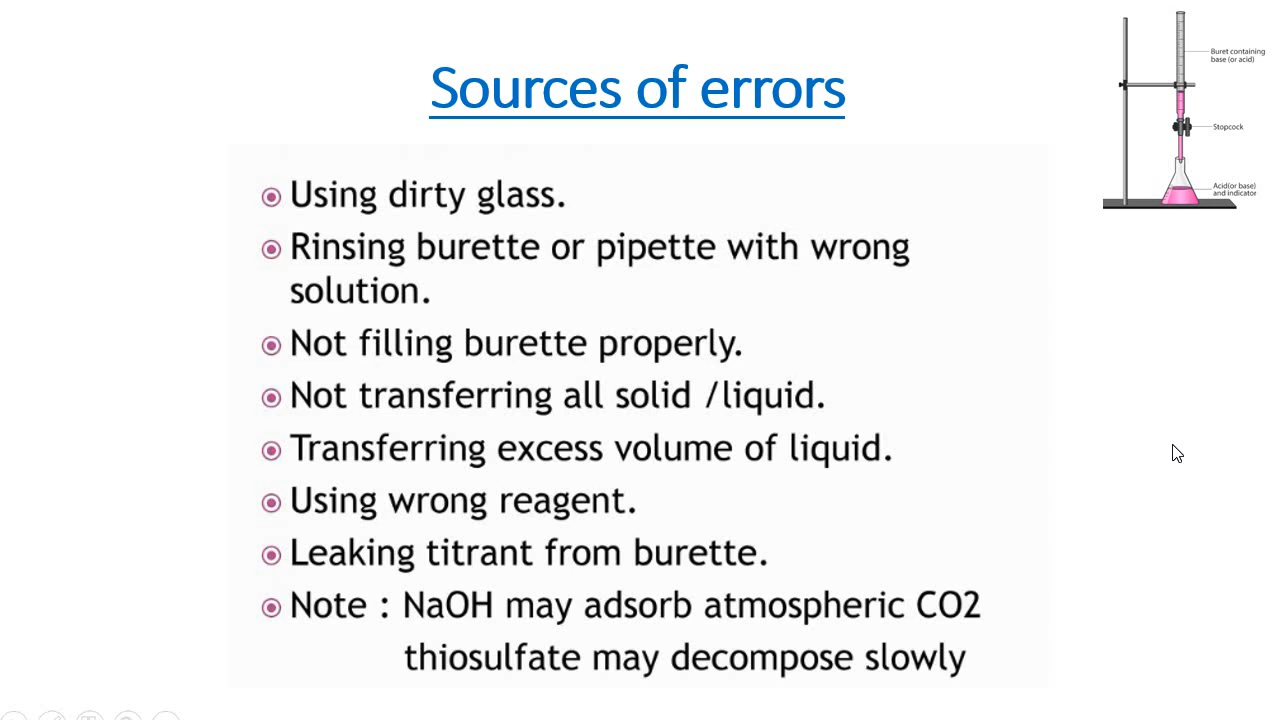 Sources of errors
Buret containing
base (or acid)
Stopcock
Acid(or base)
and indicator
Using dirty glass.
Rinsing burette or pipette with wrong
solution.
Not filling burette properly.
Not transferring all solid /liquid.
Transferring excess volume of liquid.
Using wrong reagent.
Leaking titrant from burette.
Note : NaOH may adsorb atmospheric CO2
thiosulfate may decompose slowly